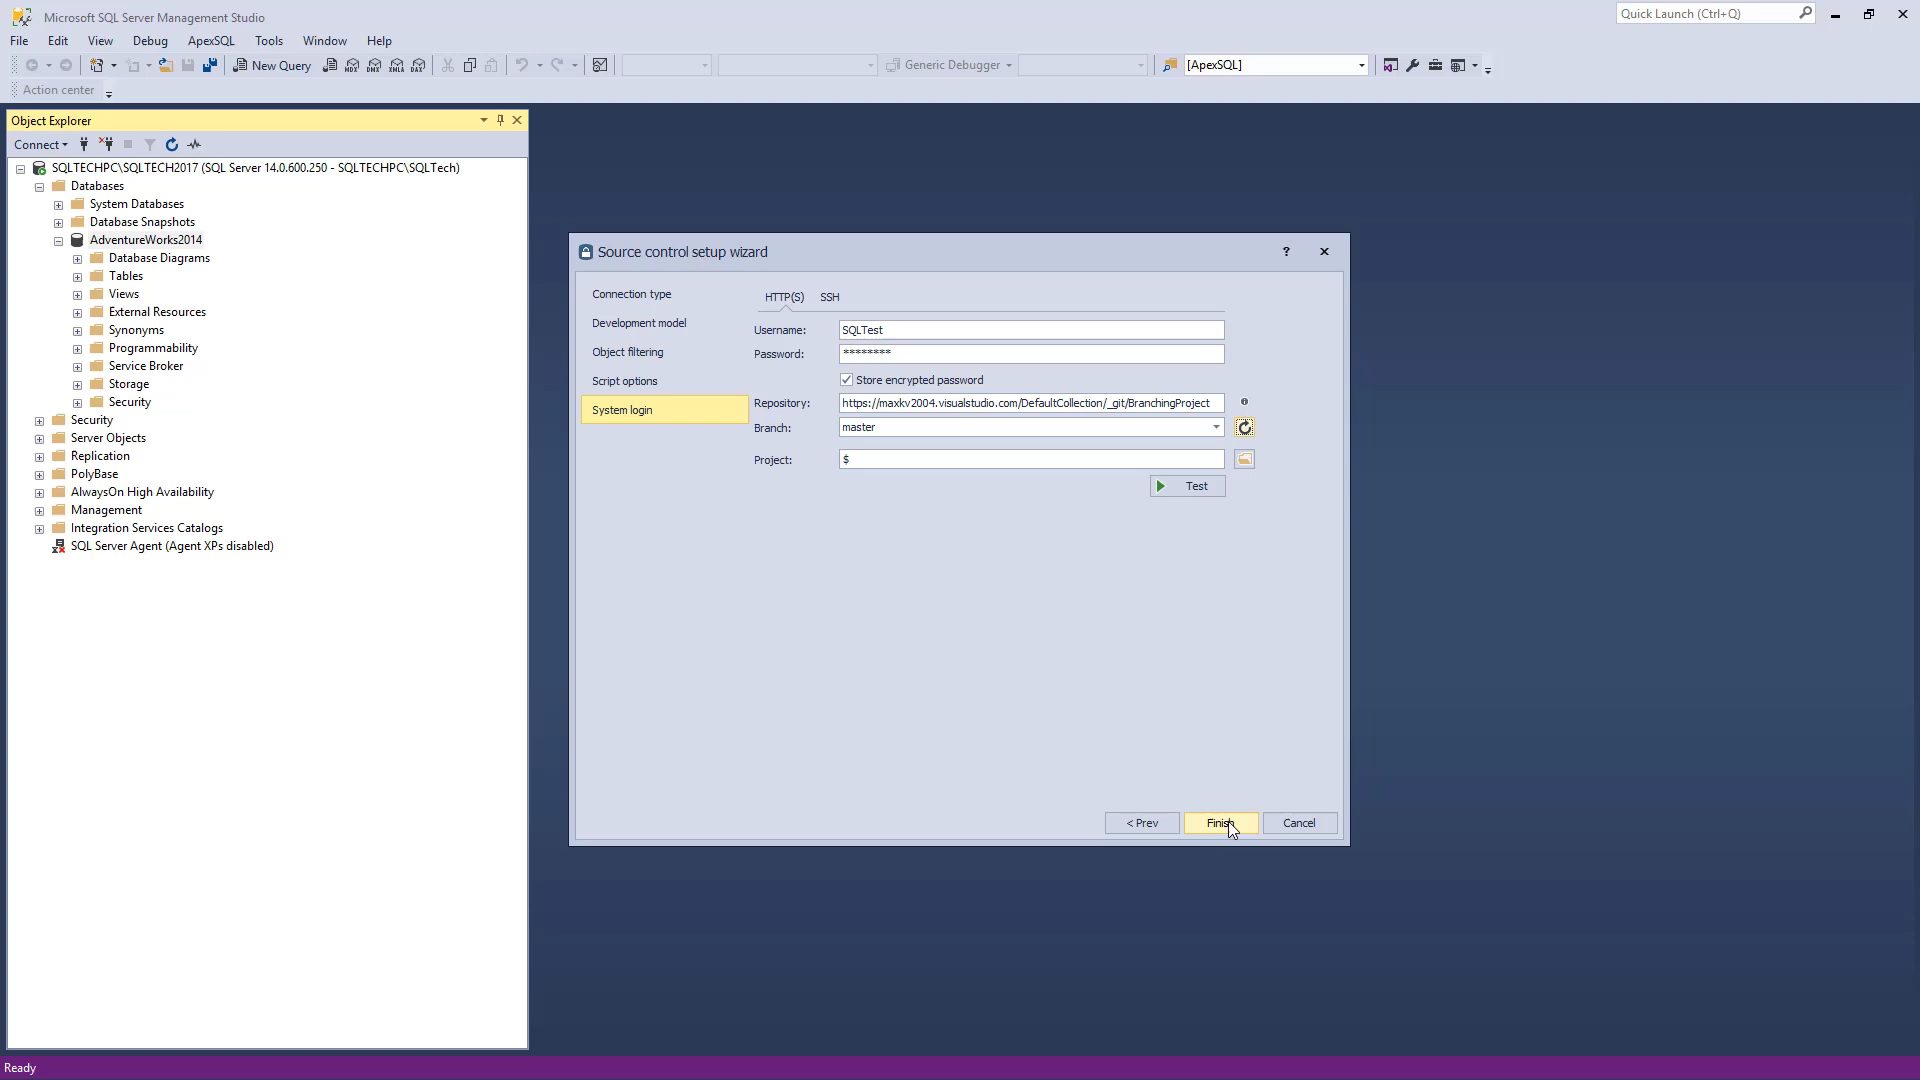 Microsoft SQL Server Management Studio
Quick Launch (Ctrl+Q)
File Edit View Debug ApexSQL Tools Window Help
New Query
MDX DMX XMLA DAX
Generic Debugger
[ApexSQL]
Action center
Object Explorer
Connect
SQLTECHPC\SQLTECH2017 (SQL Server 14.0.600.250 - SQLTECHPC\SQLTech)
Databases
System Databases
Database Snapshots
AdventureWorks2014
Database Diagrams
Tables
Views
External Resources
Synonyms
Programmability
Service Broker
Storage
Security
Security
Server Objects
Replication
PolyBase
AlwaysOn High Availability
Management
Integration Services Catalogs
SQL Server Agent (Agent XPs disabled)
Source control setup wizard
?
Connection type
Development model
Object filtering
Script options
System login
HTTP(S) SSH
Username: SQLTest
Password: ********
Store encrypted password
Repository: https://maxkv2004.visualstudio.com/DefaultCollection/_git/BranchingProject
Branch: master
Project: $
Test
< Prev Finish Cancel
Ready